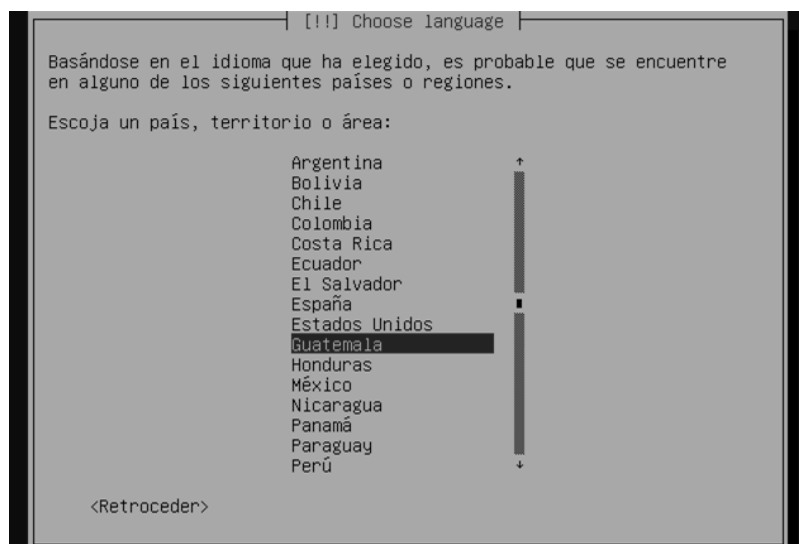 [!!] Choose language
Basándose en el idioma que ha elegido, es probable que se encuentre
en alguno de los siguientes países o regiones.
Escoja un país, territorio o área:
Argentina
Bolivia
Chile
Colombia
Costa Rica
Ecuador
El Salvador
España
Estados Unidos
Guatemala
Honduras
México
Nicaragua
Panamá
Paraguay
Perú
<Retroceder>